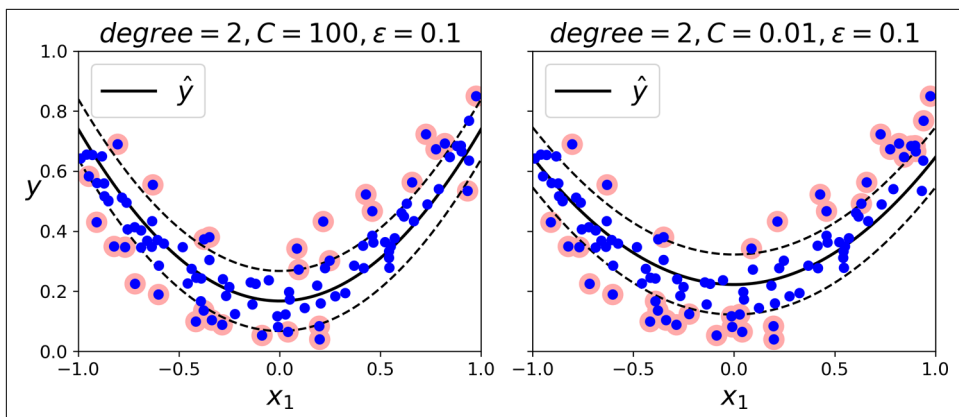 degree = 2, C = 100, ε = 0.1
ŷ
y
1.0
0.8
0.6
0.4
0.2
0.0
−1.0 −0.5 0.0 0.5 1.0
x₁
degree = 2, C = 0.01, ε = 0.1
ŷ
−1.0 −0.5 0.0 0.5 1.0
x₁